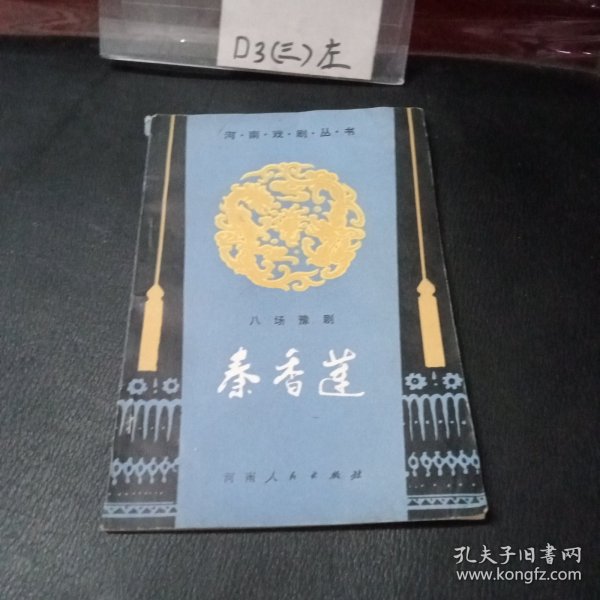 D3(三)左
河·南·戏·剧·丛·书
八场豫剧
秦香莲
河南人民出版社
孔夫子旧书网
www.kongfz.com